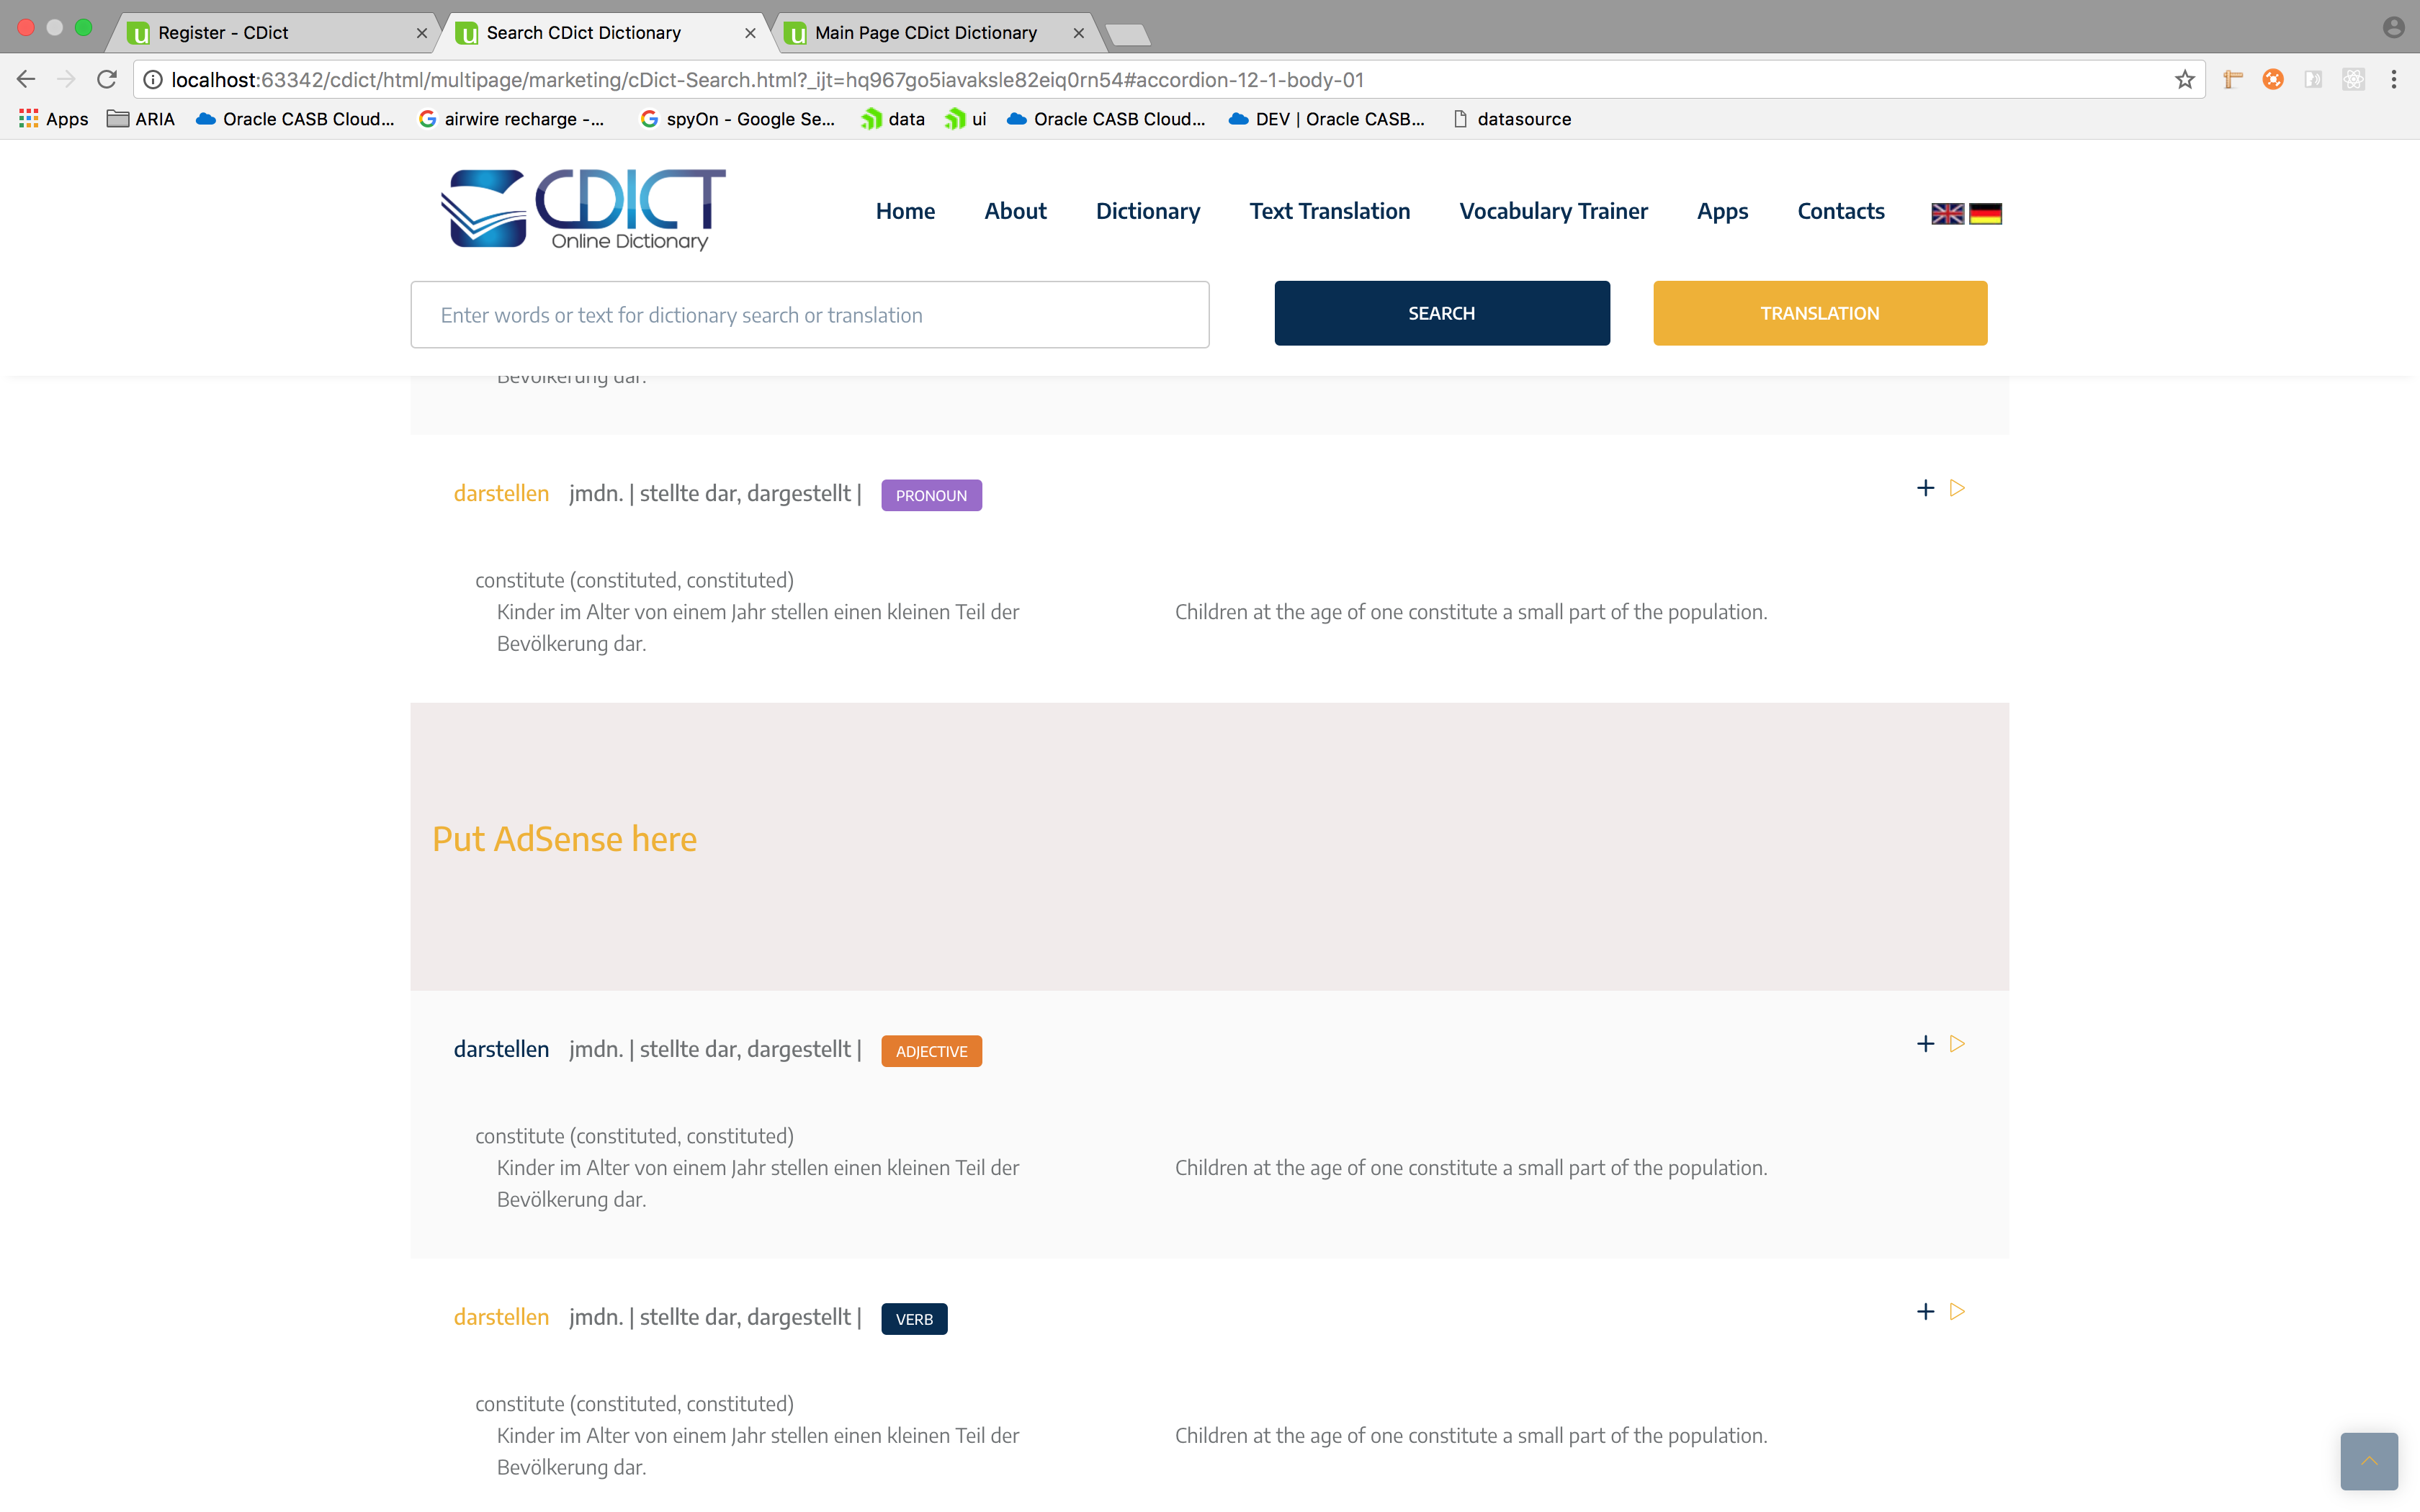 Register - CDict
Search CDict Dictionary
Main Page CDict Dictionary
localhost:63342/cdict/html/multipage/marketing/cDict-Search.html?_ijt=hq967go5iavaksle82eiq0rn54#accordion-12-1-body-01
Apps
ARIA
Oracle CASB Cloud...
airwire recharge -...
spyOn - Google Se...
data
ui
Oracle CASB Cloud...
DEV | Oracle CASB...
datasource
CDICT
Online Dictionary
Home
About
Dictionary
Text Translation
Vocabulary Trainer
Apps
Contacts
Enter words or text for dictionary search or translation
SEARCH
TRANSLATION
Bevölkerung dar.
darstellen jmdn. | stellte dar, dargestellt | PRONOUN
constitute (constituted, constituted)
Kinder im Alter von einem Jahr stellen einen kleinen Teil der
Bevölkerung dar.
Children at the age of one constitute a small part of the population.
Put AdSense here
darstellen jmdn. | stellte dar, dargestellt | ADJECTIVE
constitute (constituted, constituted)
Kinder im Alter von einem Jahr stellen einen kleinen Teil der
Bevölkerung dar.
Children at the age of one constitute a small part of the population.
darstellen jmdn. | stellte dar, dargestellt | VERB
constitute (constituted, constituted)
Kinder im Alter von einem Jahr stellen einen kleinen Teil der
Bevölkerung dar.
Children at the age of one constitute a small part of the population.